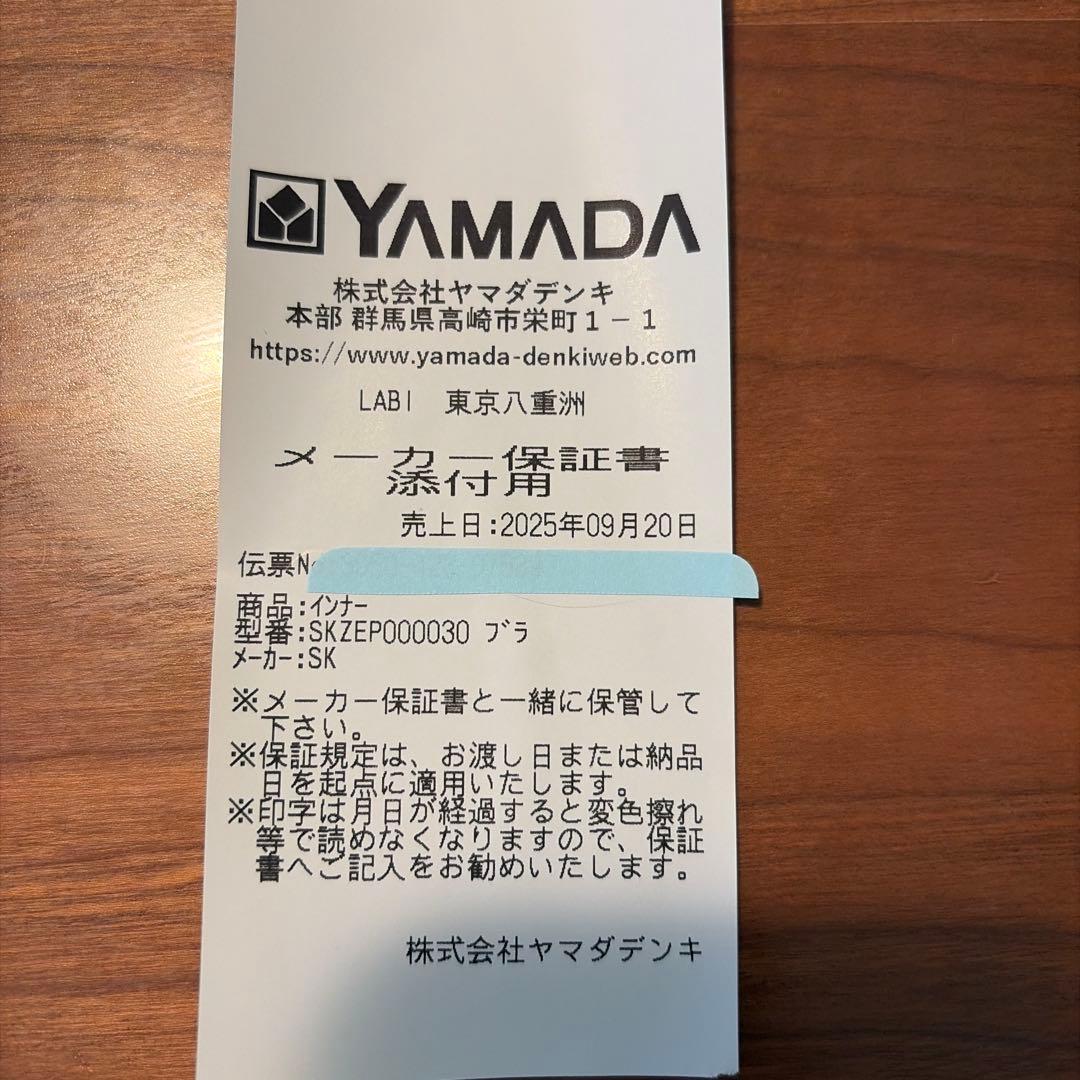 YAMADA
株式会社ヤマダデンキ
本部 群馬県高崎市栄町1－1
https://www.yamada-denkiweb.com
LABI 東京八重洲
メーカー保証書
添付用
売上日:2025年09月20日
伝票N
商品:ｲﾝﾅｰ
型番:SKZEP000030 ﾌﾞﾗ
ﾒｰｶｰ:SK
※メーカー保証書と一緒に保管して
下さい。
※保証規定は、お渡し日または納品
日を起点に適用いたします。
※印字は月日が経過すると変色擦れ
等で読めなくなりますので、保証
書へご記入をお勧めいたします。
株式会社ヤマダデンキ